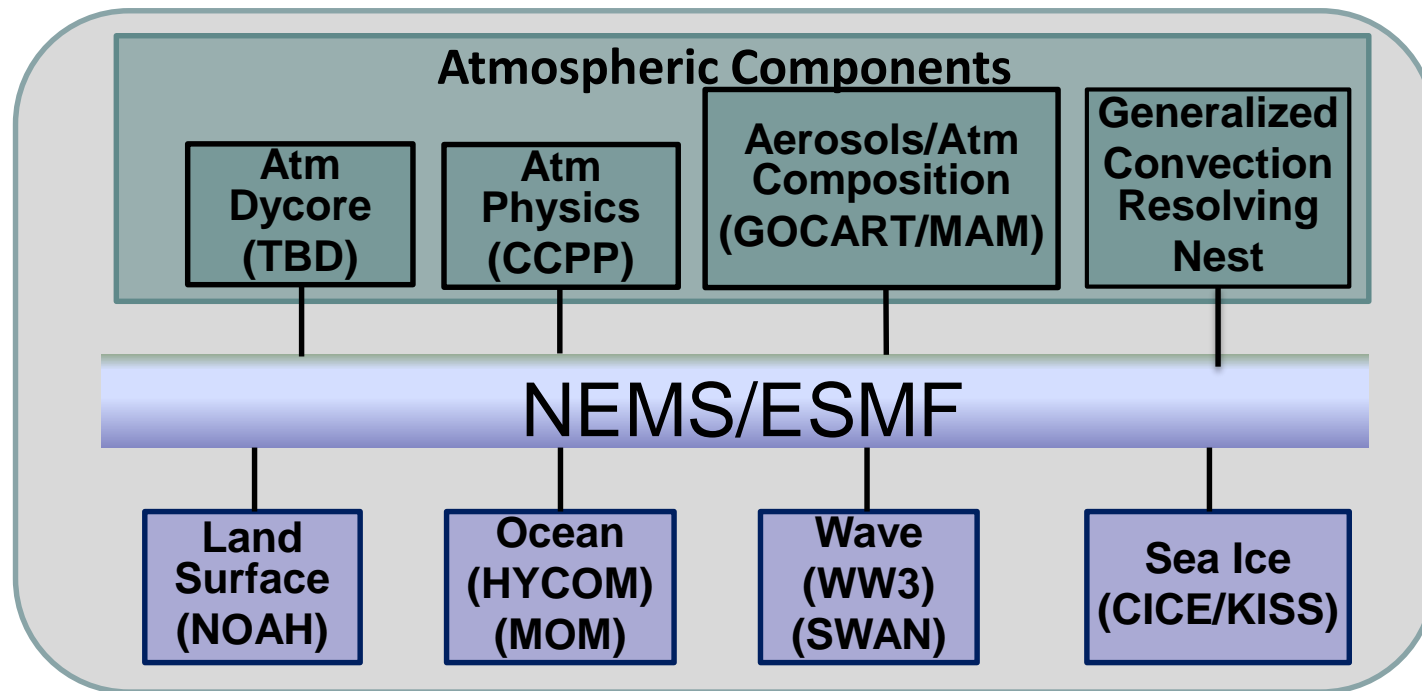 Atmospheric Components
Atm
Dycore
(TBD)
Atm
Physics
(CCPP)
Aerosols/Atm
Composition
(GOCART/MAM)
Generalized
Convection
Resolving
Nest
NEMS/ESMF
Land
Surface
(NOAH)
Ocean
(HYCOM)
(MOM)
Wave
(WW3)
(SWAN)
Sea Ice
(CICE/KISS)